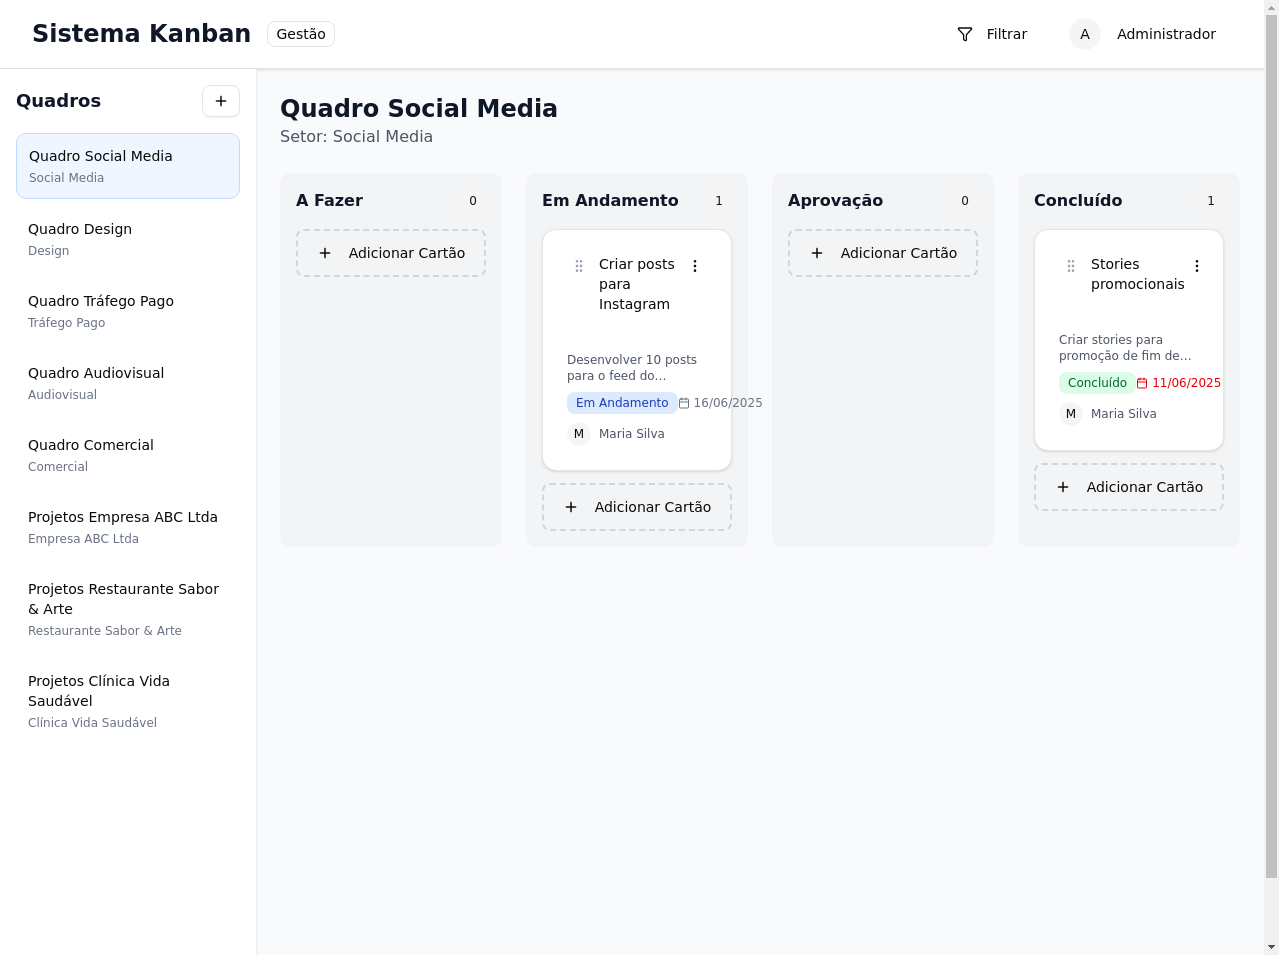 Sistema Kanban
Gestão
Filtrar
A
Administrador
Quadros
Quadro Social Media
Social Media
Quadro Design
Design
Quadro Tráfego Pago
Tráfego Pago
Quadro Audiovisual
Audiovisual
Quadro Comercial
Comercial
Projetos Empresa ABC Ltda
Empresa ABC Ltda
Projetos Restaurante Sabor
& Arte
Restaurante Sabor & Arte
Projetos Clínica Vida
Saudável
Clínica Vida Saudável
Quadro Social Media
Setor: Social Media
A Fazer
0
Adicionar Cartão
Em Andamento
1
Criar posts
para
Instagram
Desenvolver 10 posts
para o feed do...
Em Andamento
16/06/2025
M
Maria Silva
Adicionar Cartão
Aprovação
0
Adicionar Cartão
Concluído
1
Stories
promocionais
Criar stories para
promoção de fim de...
Concluído
11/06/2025
M
Maria Silva
Adicionar Cartão